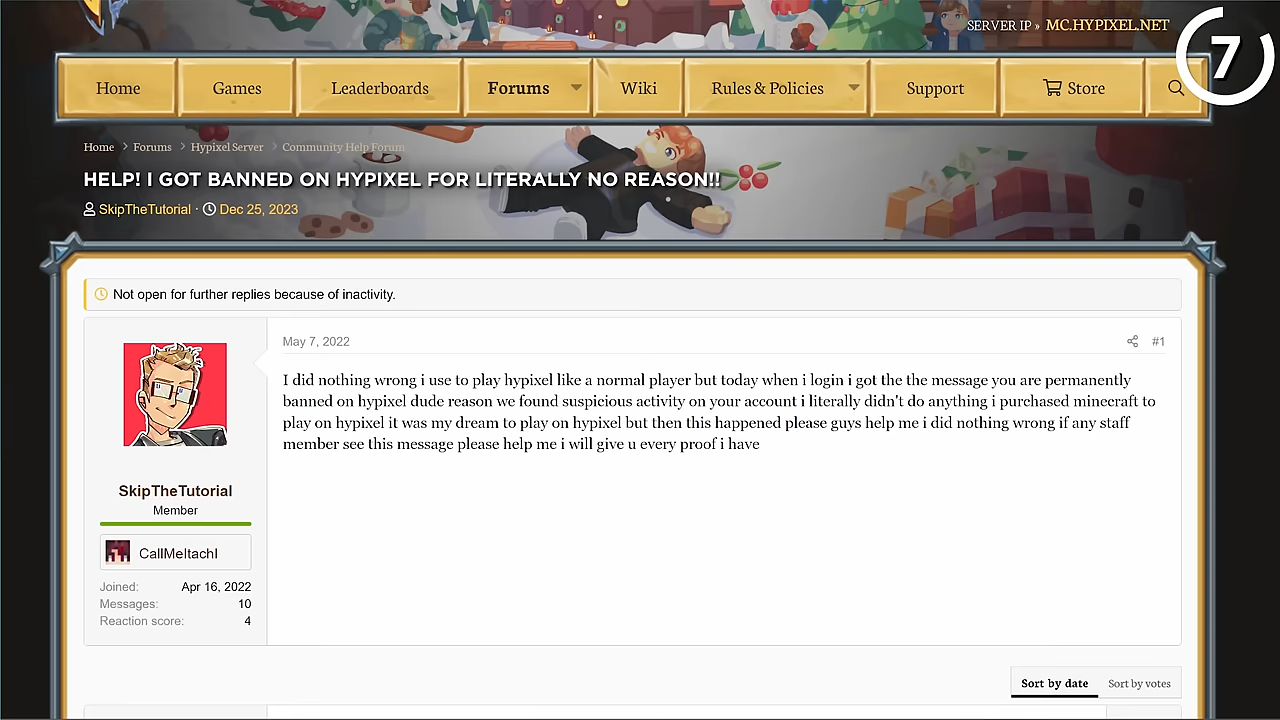 SERVER IP » MC.HYPIXEL.NET
7
Home Games Leaderboards Forums Wiki Rules & Policies Support Store
Home > Forums > Hypixel Server > Community Help Forum
HELP! I GOT BANNED ON HYPIXEL FOR LITERALLY NO REASON!!
SkipTheTutorial · Dec 25, 2023
Not open for further replies because of inactivity.
May 7, 2022 #1
I did nothing wrong i use to play hypixel like a normal player but today when i login i got the the message you are permanently
banned on hypixel dude reason we found suspicious activity on your account i literally didn't do anything i purchased minecraft to
play on hypixel it was my dream to play on hypixel but then this happened please guys help me i did nothing wrong if any staff
member see this message please help me i will give u every proof i have
SkipTheTutorial
Member
CallMeItachI
Joined: Apr 16, 2022
Messages: 10
Reaction score: 4
Sort by date Sort by votes